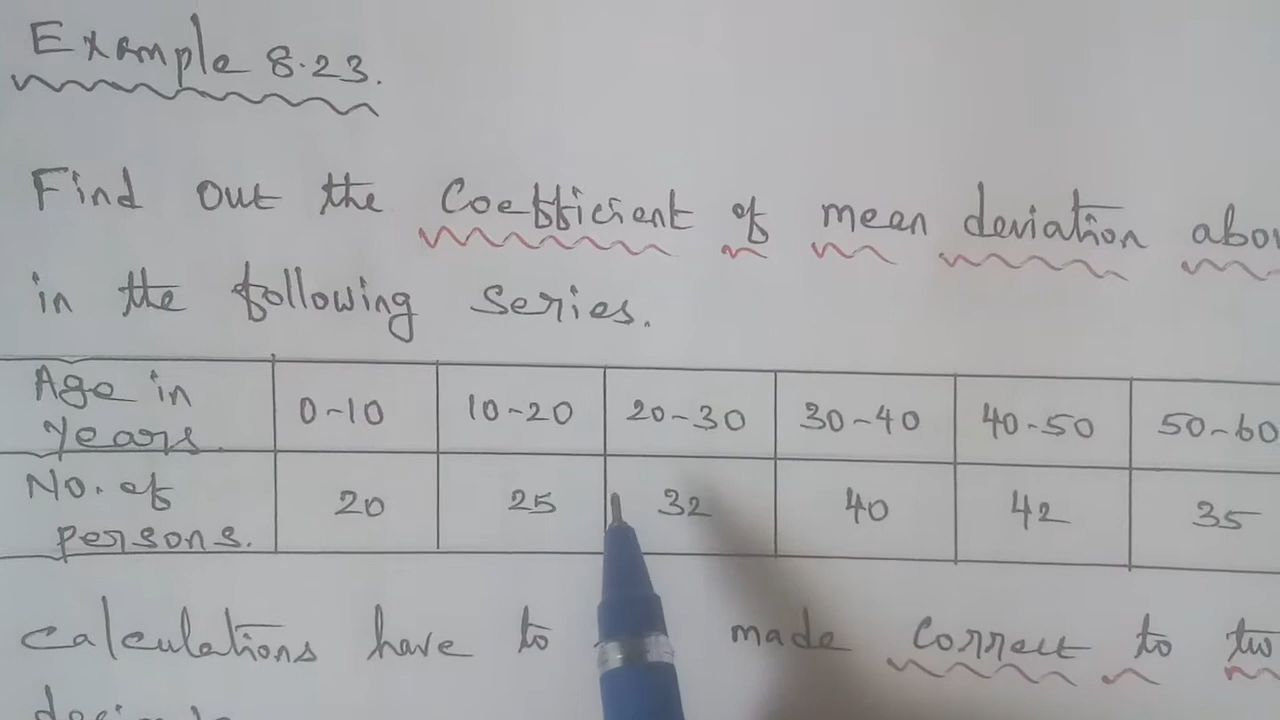 Example 8.23.
Find out the Coefficient of mean deviation abou
in the following series.
Age in years 0-10 10-20 20-30 30-40 40-50 50-60
No. of persons. 20 25 32 40 42 35
calculations have to made correct to two